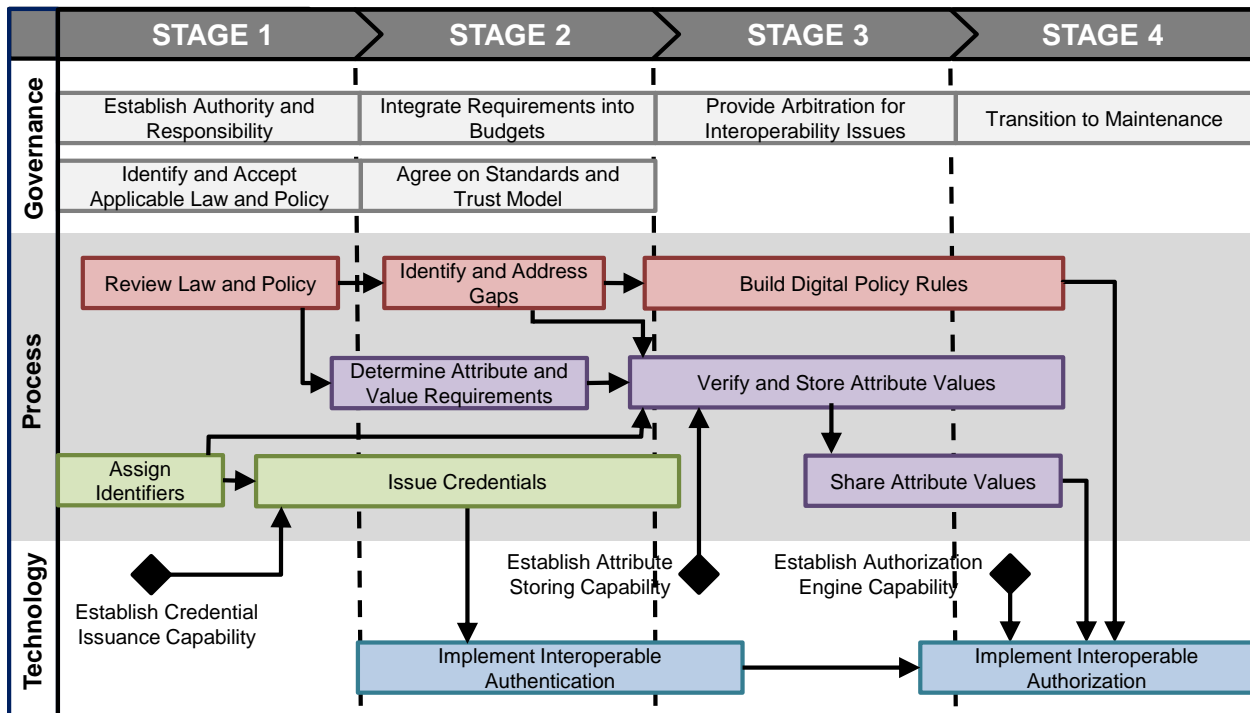 STAGE 1
STAGE 2
STAGE 3
STAGE 4
Governance
Establish Authority and
Responsibility
Integrate Requirements into
Budgets
Provide Arbitration for
Interoperability Issues
Transition to Maintenance
Identify and Accept
Applicable Law and Policy
Agree on Standards and
Trust Model
Process
Review Law and Policy
Identify and Address
Gaps
Build Digital Policy Rules
Determine Attribute and
Value Requirements
Verify and Store Attribute Values
Assign
Identifiers
Issue Credentials
Share Attribute Values
Technology
Establish Credential
Issuance Capability
Establish Attribute
Storing Capability
Establish Authorization
Engine Capability
Implement Interoperable
Authentication
Implement Interoperable
Authorization